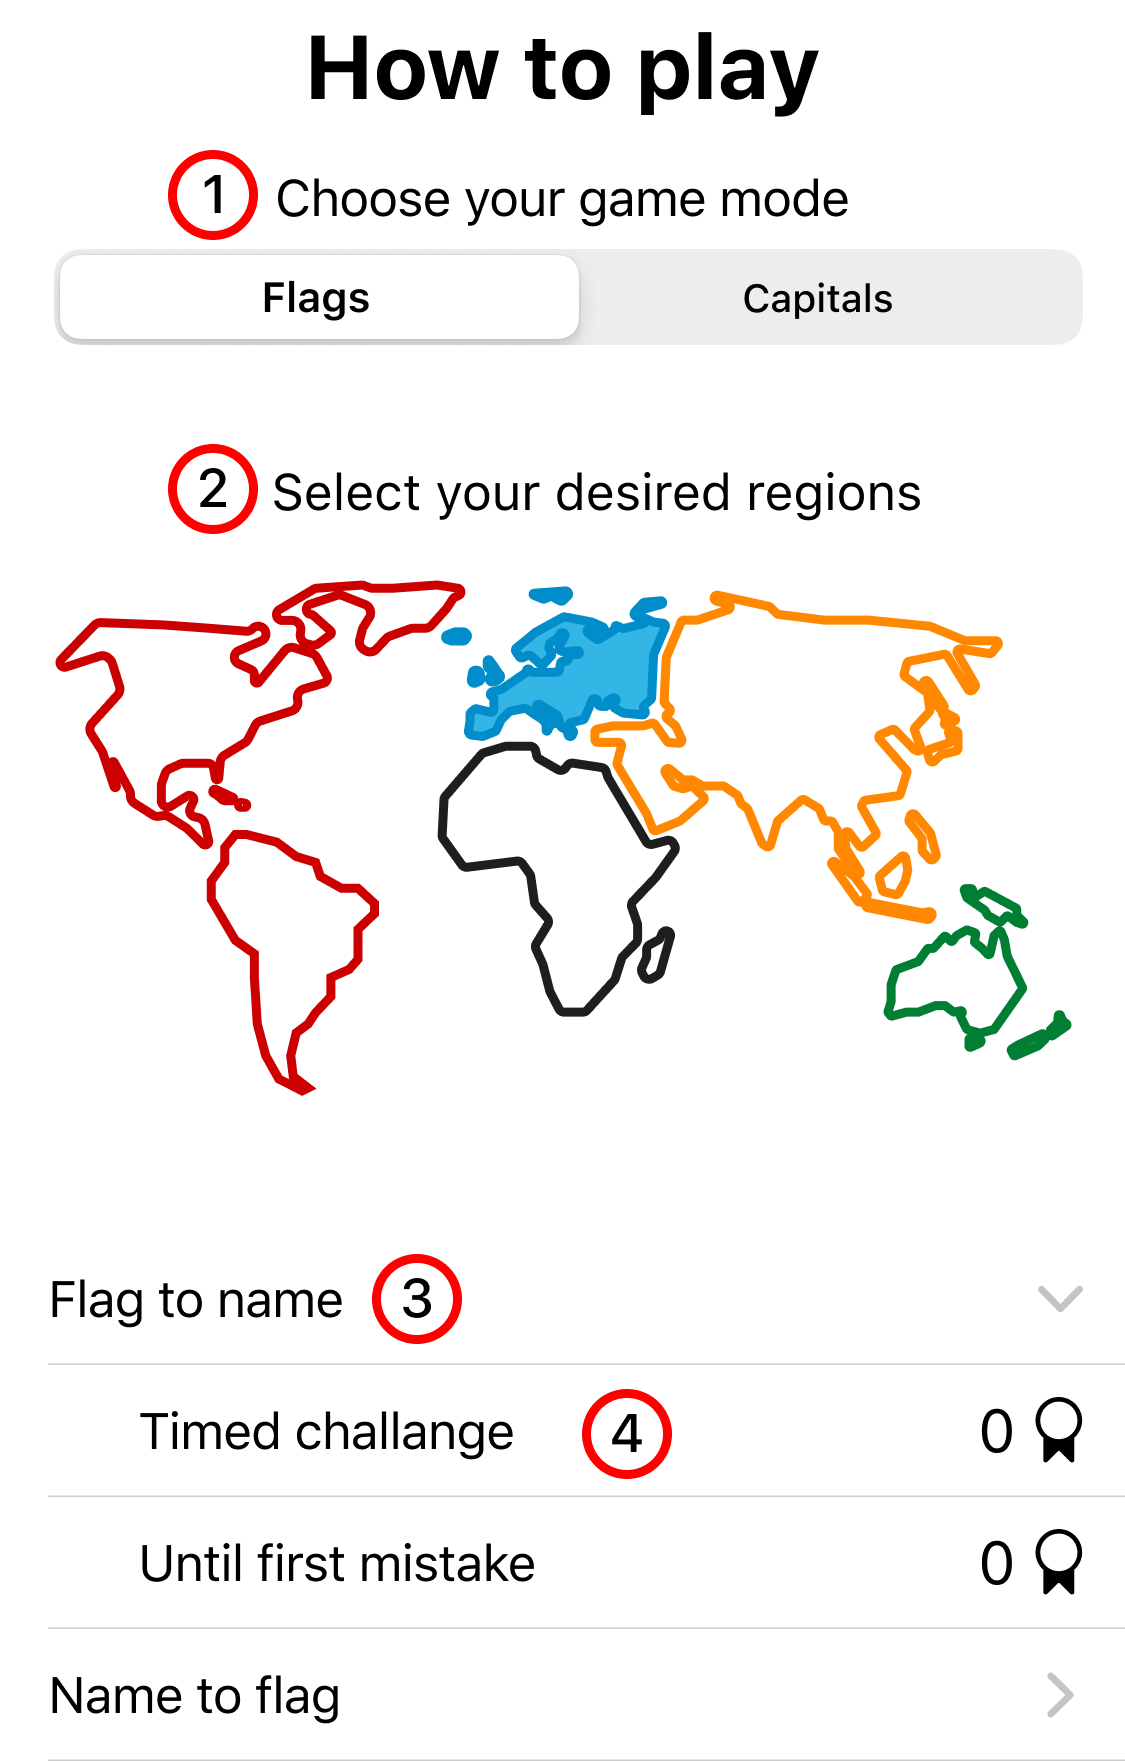 How to play
1 Choose your game mode
Flags Capitals
2 Select your desired regions
Flag to name 3
Timed challange 4 0
Until first mistake 0
Name to flag